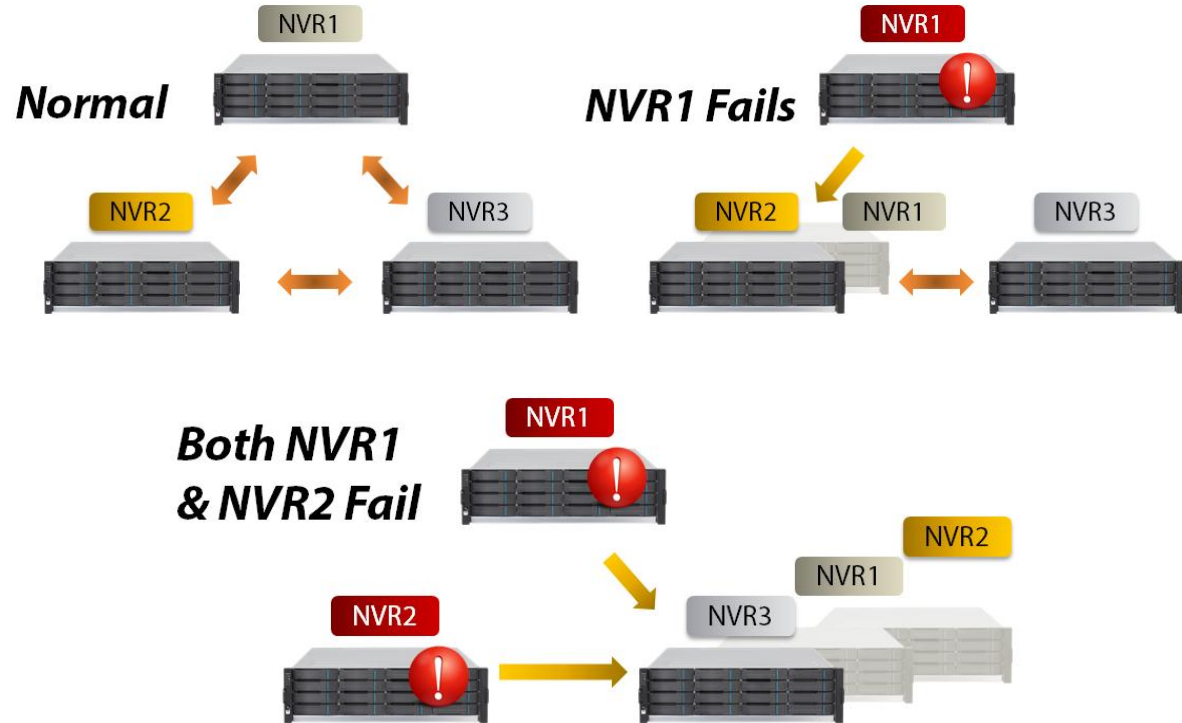 NVR1
Normal
NVR2
NVR3
NVR1
NVR1 Fails
NVR2
NVR1
NVR3
Both NVR1
& NVR2 Fail
NVR1
NVR2
NVR1
NVR2
NVR3